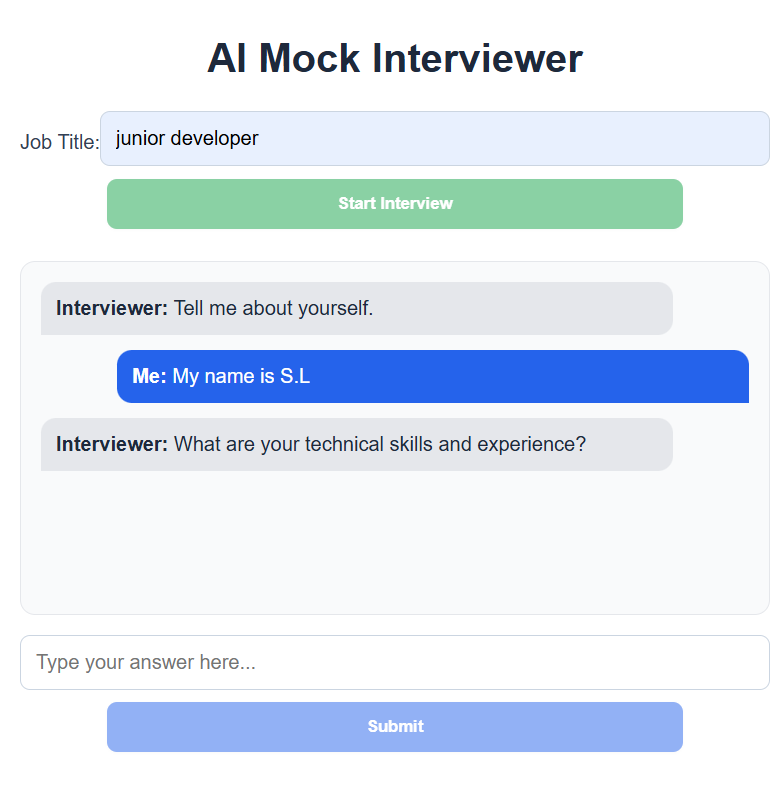 AI Mock Interviewer
Job Title: junior developer
Start Interview
Interviewer: Tell me about yourself.
Me: My name is S.L
Interviewer: What are your technical skills and experience?
Type your answer here...
Submit